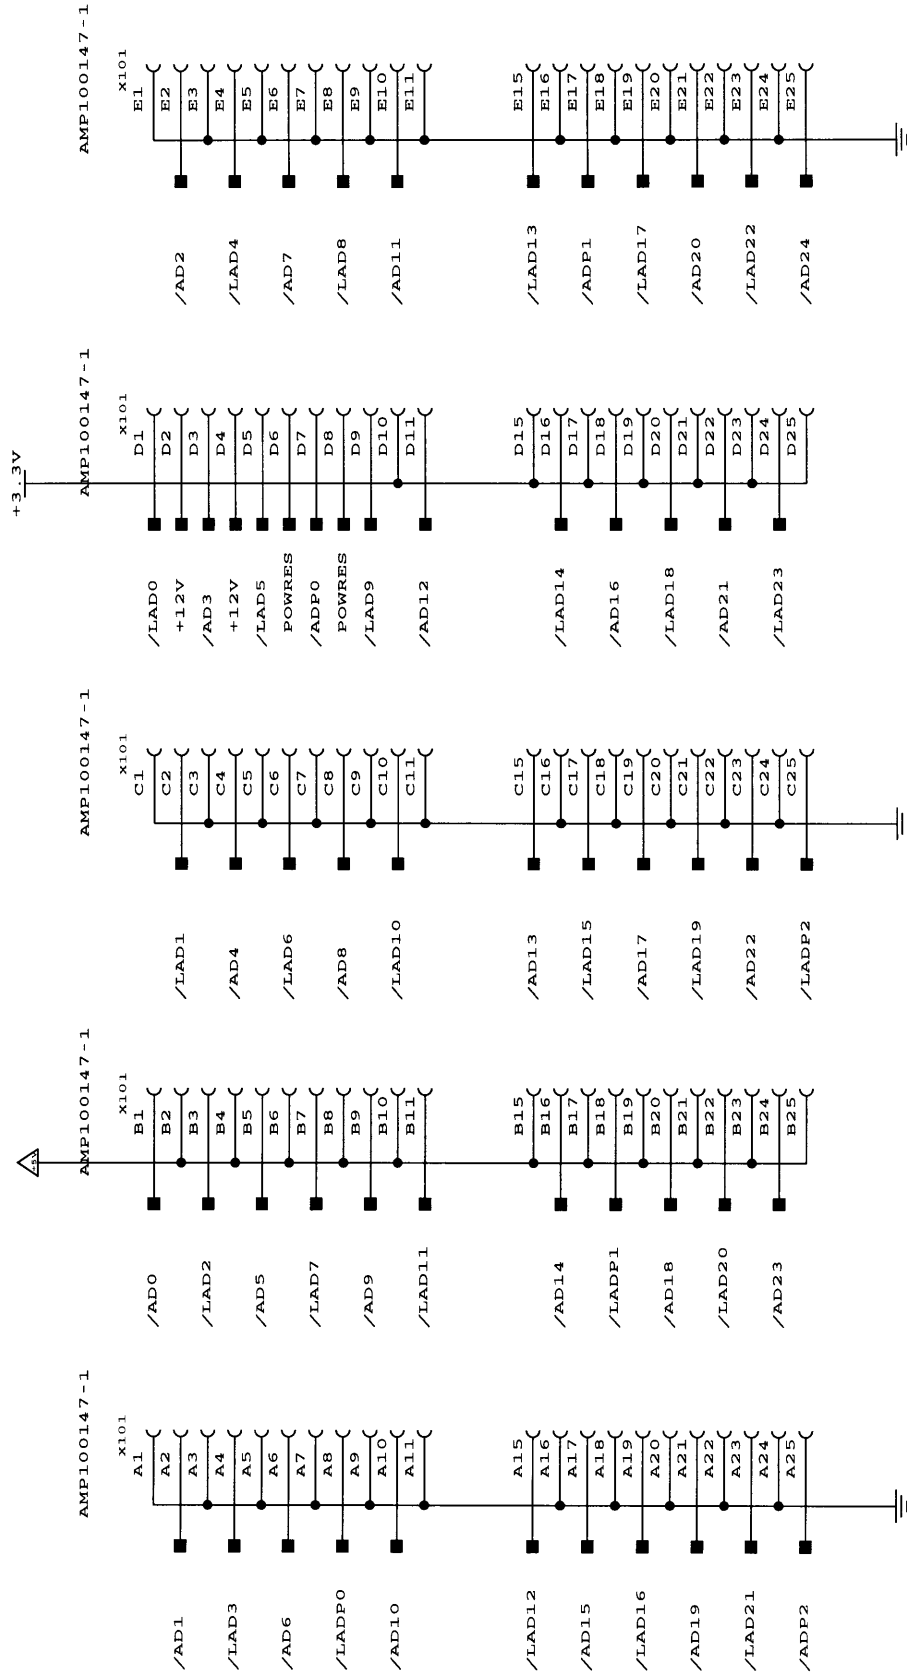 AMP100147-1
X101
E1
E2
E3
E4
E5
E6
E7
E8
E9
E10
E11
E15
E16
E17
E18
E19
E20
E21
E22
E23
E24
E25
/AD2
/LAD4
/AD7
/LAD8
/AD11
/LAD13
/ADP1
/LAD17
/AD20
/LAD22
/AD24
+3.3V
AMP100147-1
X101
D1
D2
D3
D4
D5
D6
D7
D8
D9
D10
D11
D15
D16
D17
D18
D19
D20
D21
D22
D23
D24
D25
/LAD0
+12V
/AD3
+12V
/LAD5
POWRES
/ADP0
POWRES
/LAD9
/AD12
/LAD14
/AD16
/LAD18
/AD21
/LAD23
AMP100147-1
X101
C1
C2
C3
C4
C5
C6
C7
C8
C9
C10
C11
C15
C16
C17
C18
C19
C20
C21
C22
C23
C24
C25
/LAD1
/AD4
/LAD6
/AD8
/LAD10
/AD13
/LAD15
/AD17
/LAD19
/AD22
/LADP2
+5V
AMP100147-1
X101
B1
B2
B3
B4
B5
B6
B7
B8
B9
B10
B11
B15
B16
B17
B18
B19
B20
B21
B22
B23
B24
B25
/AD0
/LAD2
/AD5
/LAD7
/AD9
/LAD11
/AD14
/LADP1
/AD18
/LAD20
/AD23
AMP100147-1
X101
A1
A2
A3
A4
A5
A6
A7
A8
A9
A10
A11
A15
A16
A17
A18
A19
A20
A21
A22
A23
A24
A25
/AD1
/LAD3
/AD6
/LADP0
/AD10
/LAD12
/AD15
/LAD16
/AD19
/LAD21
/ADP2